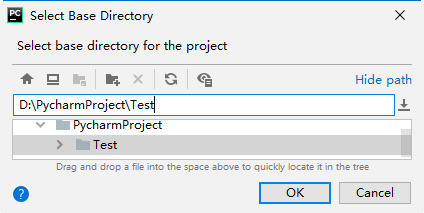 PC Select Base Directory
Select base directory for the project
Hide path
D:\PycharmProject\Test
PycharmProject
Test
Drag and drop a file into the space above to quickly locate it in the tree
? OK Cancel